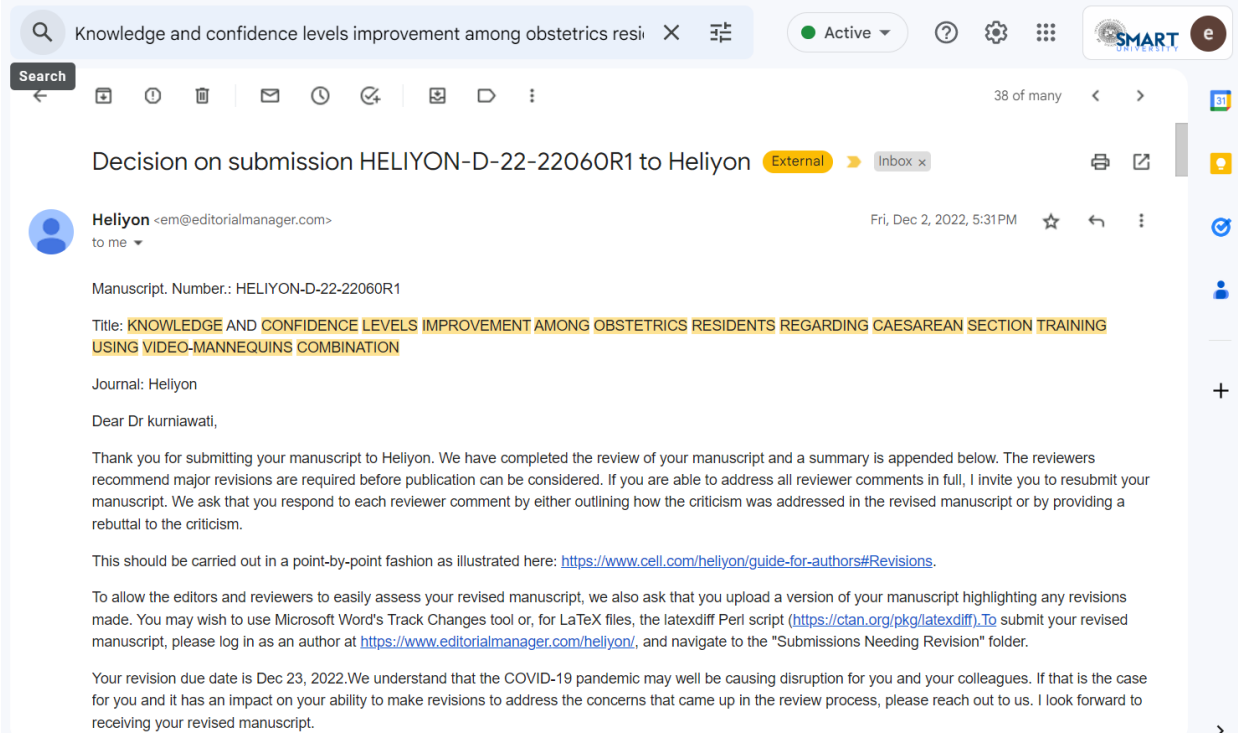 Knowledge and confidence levels improvement among obstetrics resi
Active
SMART
UNIVERSITY
e
Search
38 of many
31
Decision on submission HELIYON-D-22-22060R1 to Heliyon External Inbox x
Heliyon <em@editorialmanager.com>
Fri, Dec 2, 2022, 5:31 PM
to me
Manuscript. Number.: HELIYON-D-22-22060R1
Title: KNOWLEDGE AND CONFIDENCE LEVELS IMPROVEMENT AMONG OBSTETRICS RESIDENTS REGARDING CAESAREAN SECTION TRAINING
USING VIDEO-MANNEQUINS COMBINATION
Journal: Heliyon
Dear Dr kurniawati,
Thank you for submitting your manuscript to Heliyon. We have completed the review of your manuscript and a summary is appended below. The reviewers
recommend major revisions are required before publication can be considered. If you are able to address all reviewer comments in full, I invite you to resubmit your
manuscript. We ask that you respond to each reviewer comment by either outlining how the criticism was addressed in the revised manuscript or by providing a
rebuttal to the criticism.
This should be carried out in a point-by-point fashion as illustrated here: https://www.cell.com/heliyon/guide-for-authors#Revisions.
To allow the editors and reviewers to easily assess your revised manuscript, we also ask that you upload a version of your manuscript highlighting any revisions
made. You may wish to use Microsoft Word's Track Changes tool or, for LaTeX files, the latexdiff Perl script (https://ctan.org/pkg/latexdiff).To submit your revised
manuscript, please log in as an author at https://www.editorialmanager.com/heliyon/, and navigate to the "Submissions Needing Revision" folder.
Your revision due date is Dec 23, 2022.We understand that the COVID-19 pandemic may well be causing disruption for you and your colleagues. If that is the case
for you and it has an impact on your ability to make revisions to address the concerns that came up in the review process, please reach out to us. I look forward to
receiving your revised manuscript.